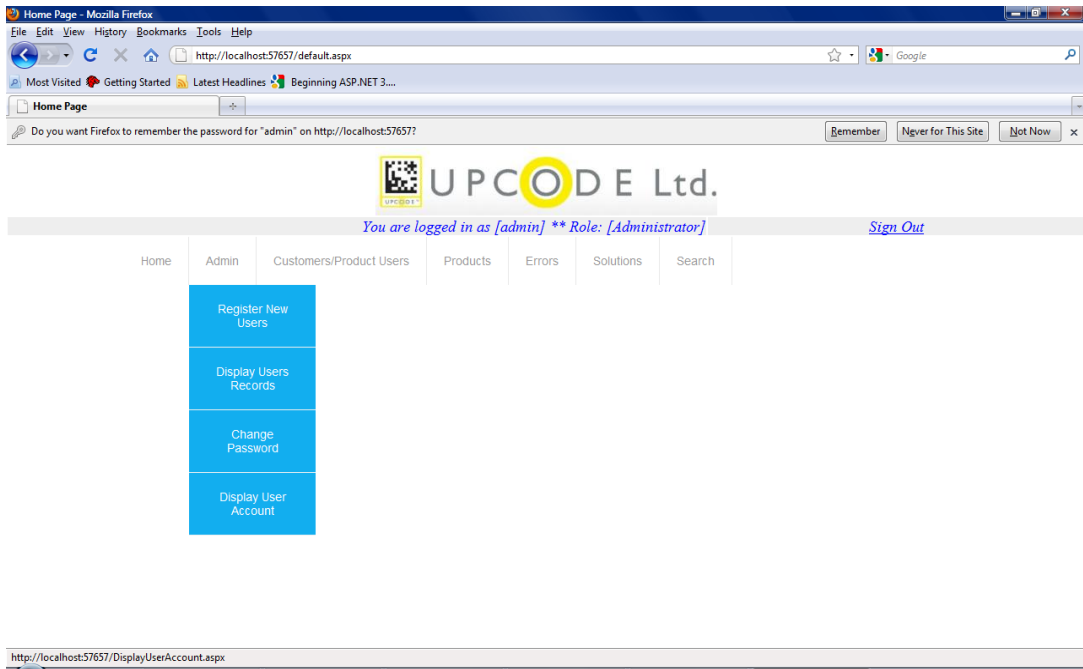 Home Page - Mozilla Firefox
File Edit View History Bookmarks Tools Help
http://localhost:57657/default.aspx
Google
Most Visited Getting Started Latest Headlines Beginning ASP.NET 3....
Home Page
Do you want Firefox to remember the password for "admin" on http://localhost:57657?
Remember Never for This Site Not Now x
UPCODE
UPCODE Ltd.
You are logged in as [admin] ** Role: [Administrator] Sign Out
Home Admin Customers/Product Users Products Errors Solutions Search
Register New
Users
Display Users
Records
Change
Password
Display User
Account
http://localhost:57657/DisplayUserAccount.aspx